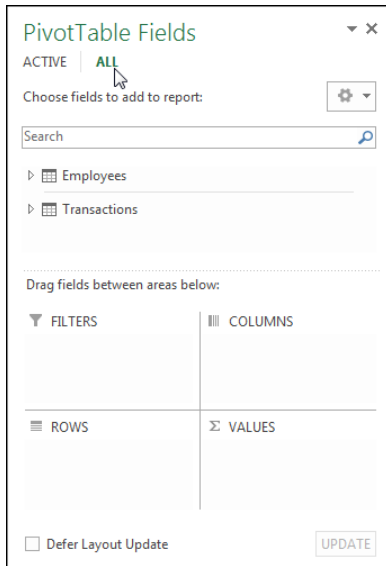 PivotTable Fields
ACTIVE ALL
Choose fields to add to report:
Search
Employees
Transactions
Drag fields between areas below:
FILTERS COLUMNS
ROWS Σ VALUES
Defer Layout Update UPDATE